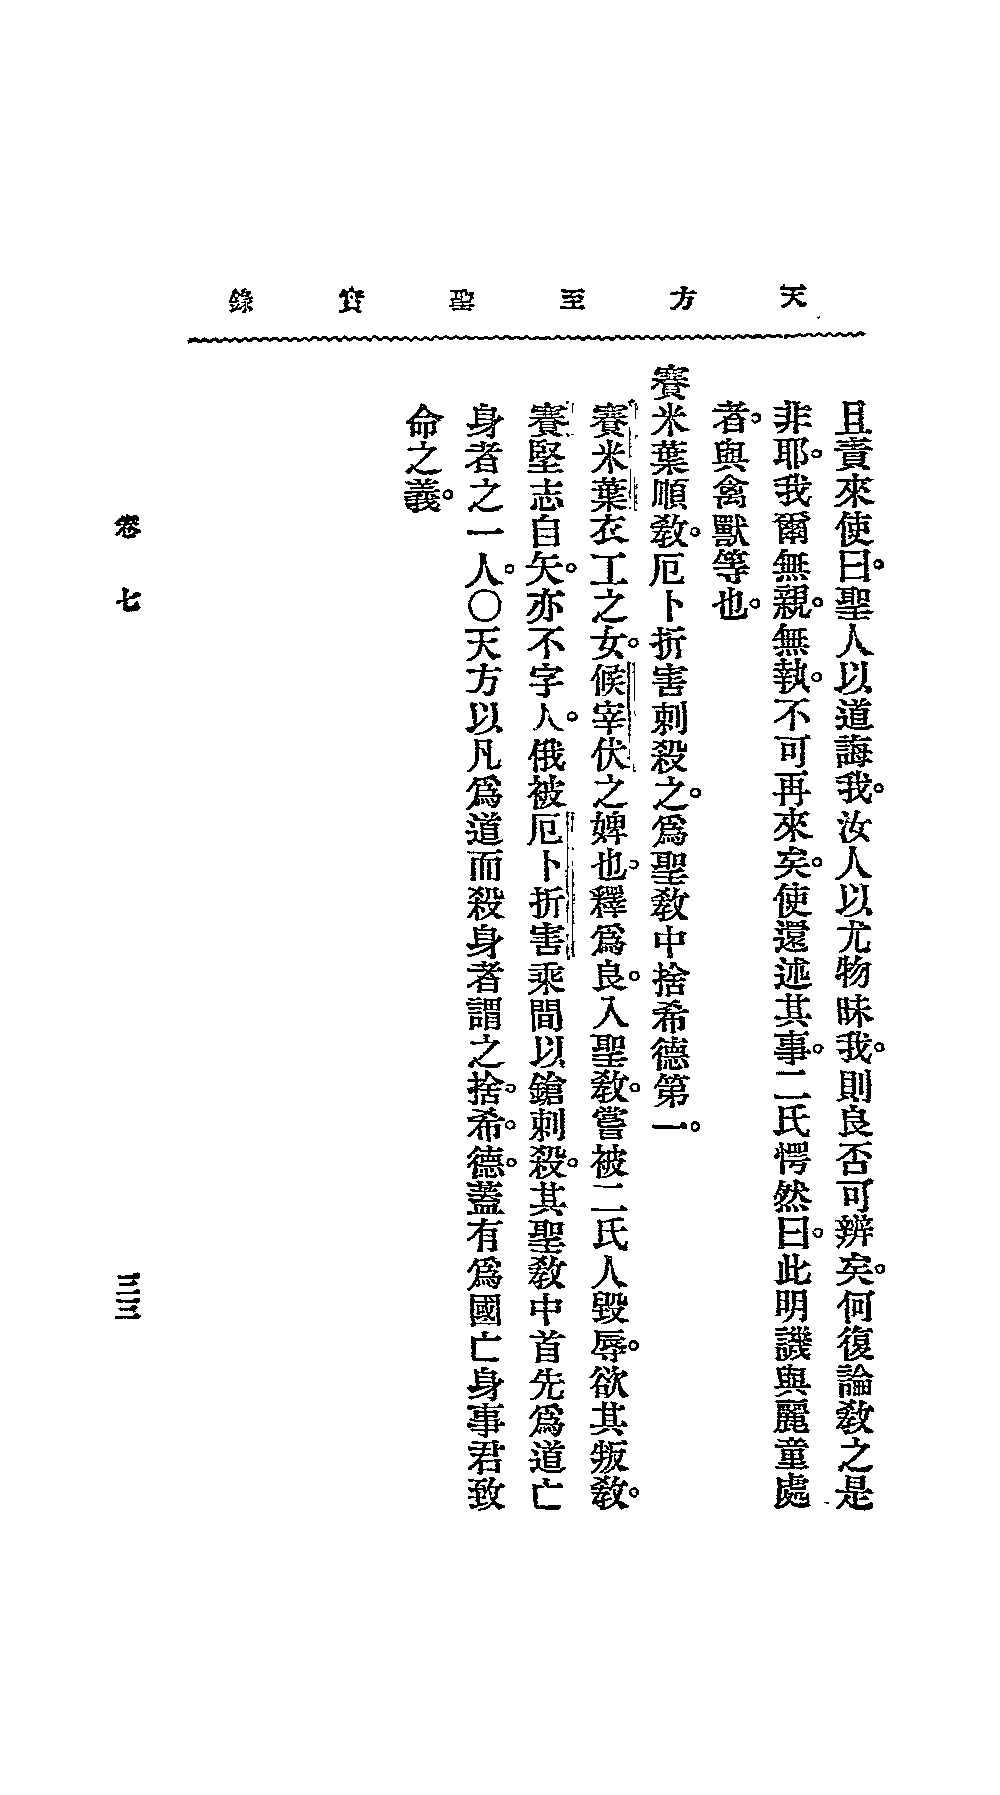 天方至聖實錄
且責來使曰。聖人以道誨我。汝人以尤物昧我。則良否可辨矣。何復論教之是
非耶。我爾無親。無執。不可再來矣。使還述其事。二氏愕然曰。此明譏與麗童處
者。與禽獸等也。
賽米葉順教。厄卜折害刺殺之。爲聖教中捨希德第一。
賽米葉衣工之女。候宰伏之婢也。釋爲良。入聖教。嘗被二氏人毀辱。欲其叛教。
賽堅志自矢。亦不字人。俄被厄卜折害乘間以鎗刺殺。其聖教中首先爲道亡
身者之一人。〇天方以凡爲道而殺身者謂之捨。希。德。蓋有爲國亡身事君致
命之義。
卷七
三三